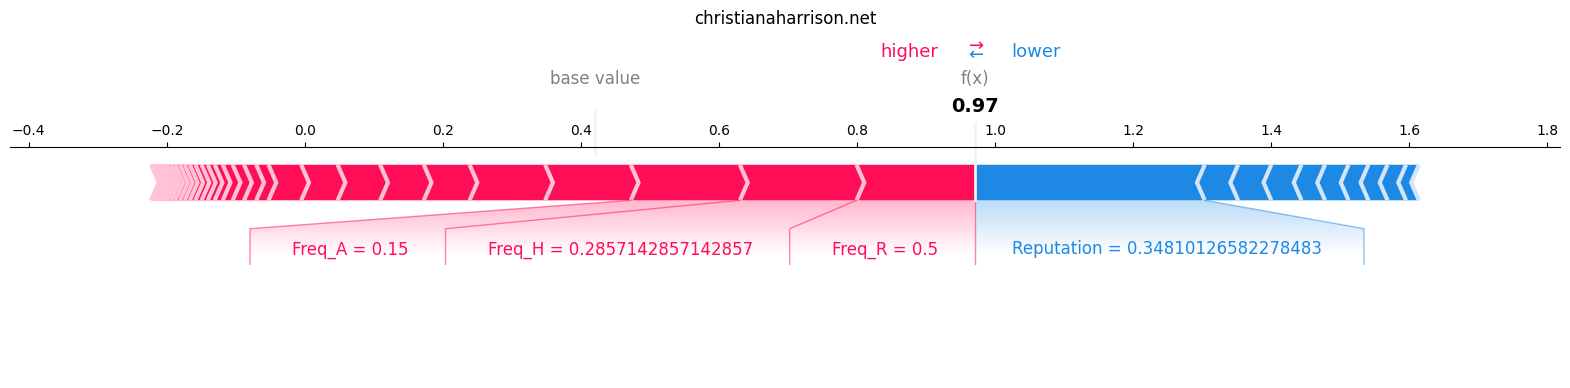 christianaharrison.net
higher ⇄ lower
base value f(x)
0.97
−0.4 −0.2 0.0 0.2 0.4 0.6 0.8 1.0 1.2 1.4 1.6 1.8
Freq_A = 0.15 Freq_H = 0.2857142857142857 Freq_R = 0.5 Reputation = 0.34810126582278483